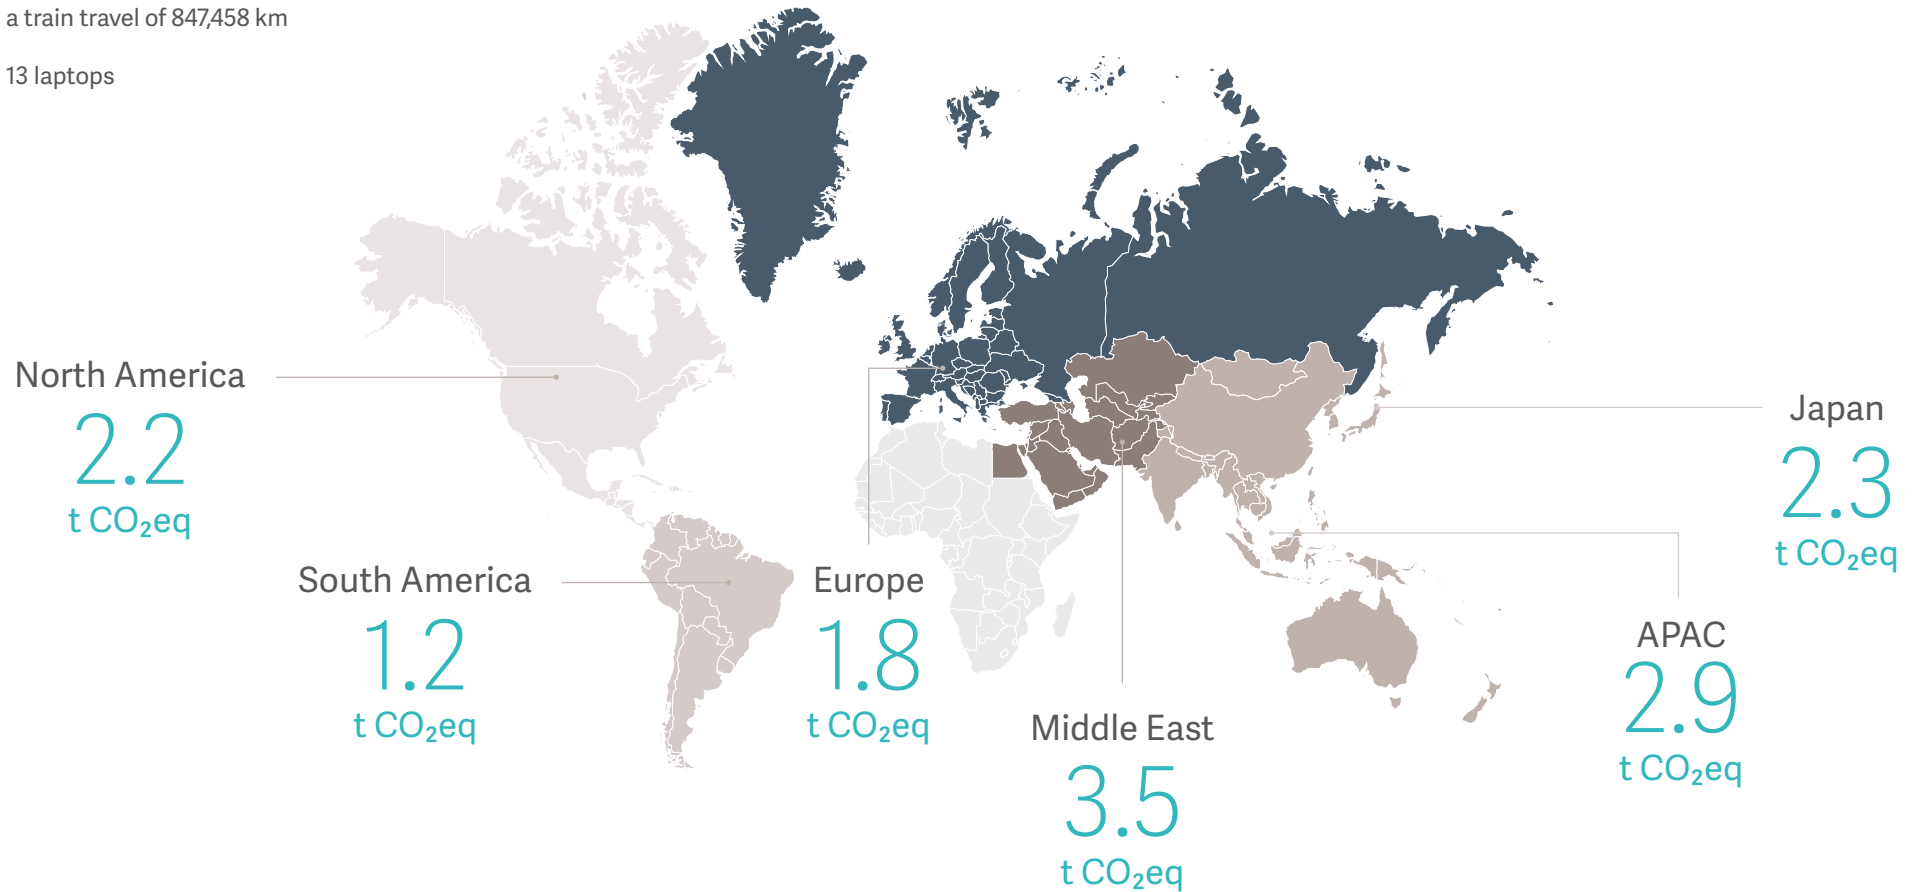 a train travel of 847,458 km
13 laptops
North America
2.2
t CO₂eq
South America
1.2
t CO₂eq
Europe
1.8
t CO₂eq
Middle East
3.5
t CO₂eq
Japan
2.3
t CO₂eq
APAC
2.9
t CO₂eq